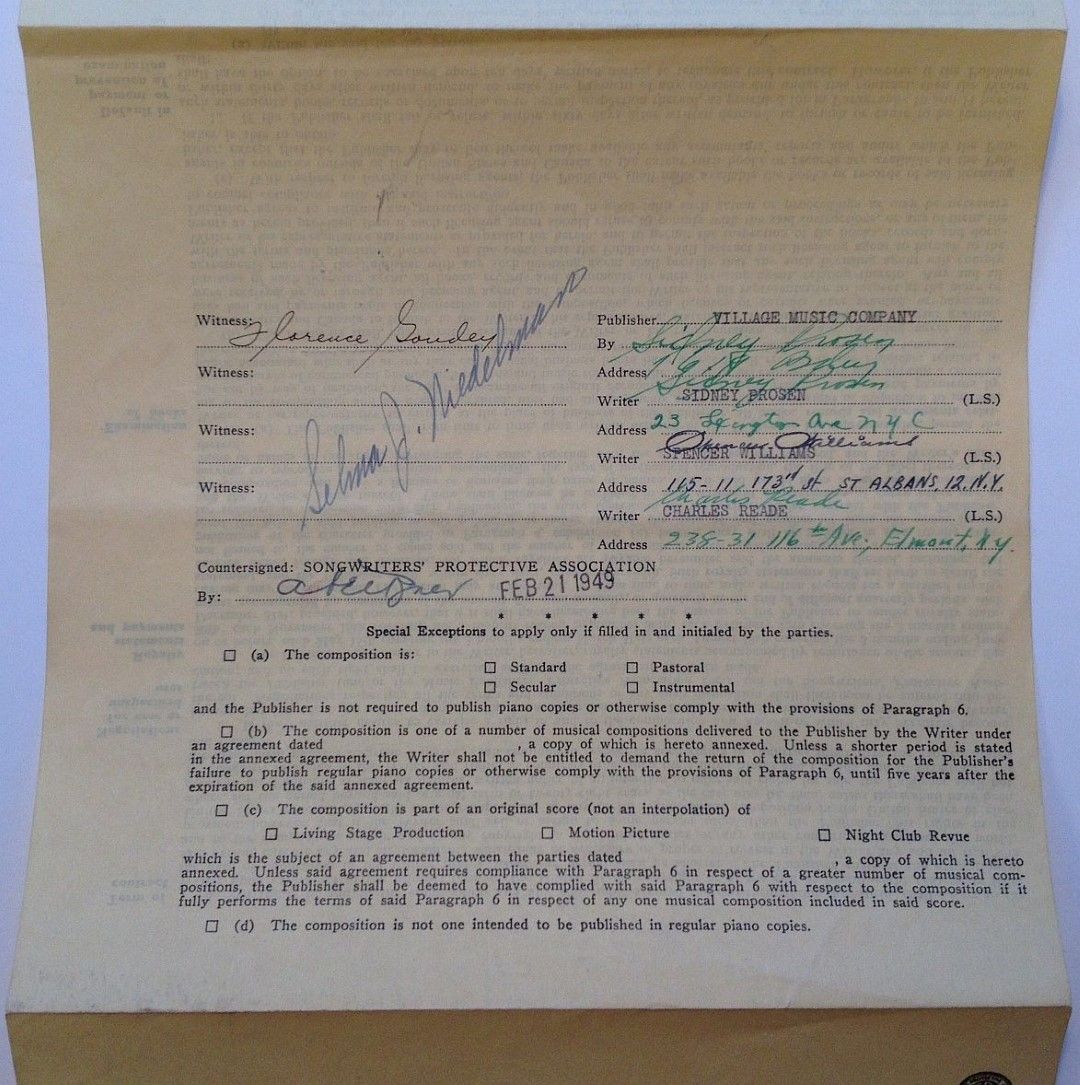 Witness: Florence
Selma J. Niedelman
Witness:
Witness:
Witness:
Publisher VILLAGE MUSIC COMPANY
By Sidney Prosen
Address 1619 B'way
Sidney Prosen
Writer SIDNEY PROSEN (L.S.)
Address 23 Lexington Ave NYC
Spencer Williams
Writer SPENCER WILLIAMS (L.S.)
Address 115-11 173rd St ST ALBANS, 12. N.Y.
Charles Reade
Writer CHARLES READE (L.S.)
Address 238-31 116th Ave., Elmont, N.Y.
Countersigned: SONGWRITERS' PROTECTIVE ASSOCIATION
By: FEB 21 1949
* * * * *
Special Exceptions to apply only if filled in and initialed by the parties.
☐ (a) The composition is:
☐ Standard ☐ Pastoral
☐ Secular ☐ Instrumental
and the Publisher is not required to publish piano copies or otherwise comply with the provisions of Paragraph 6.
☐ (b) The composition is one of a number of musical compositions delivered to the Publisher by the Writer under
an agreement dated , a copy of which is hereto annexed. Unless a shorter period is stated
in the annexed agreement, the Writer shall not be entitled to demand the return of the composition for the Publisher's
failure to publish regular piano copies or otherwise comply with the provisions of Paragraph 6, until five years after the
expiration of the said annexed agreement.
☐ (c) The composition is part of an original score (not an interpolation) of
☐ Living Stage Production ☐ Motion Picture ☐ Night Club Revue
which is the subject of an agreement between the parties dated , a copy of which is hereto
annexed. Unless said agreement requires compliance with Paragraph 6 in respect of a greater number of musical com-
positions, the Publisher shall be deemed to have complied with said Paragraph 6 with respect to the composition if it
fully performs the terms of said Paragraph 6 in respect of any one musical composition included in said score.
☐ (d) The composition is not one intended to be published in regular piano copies.